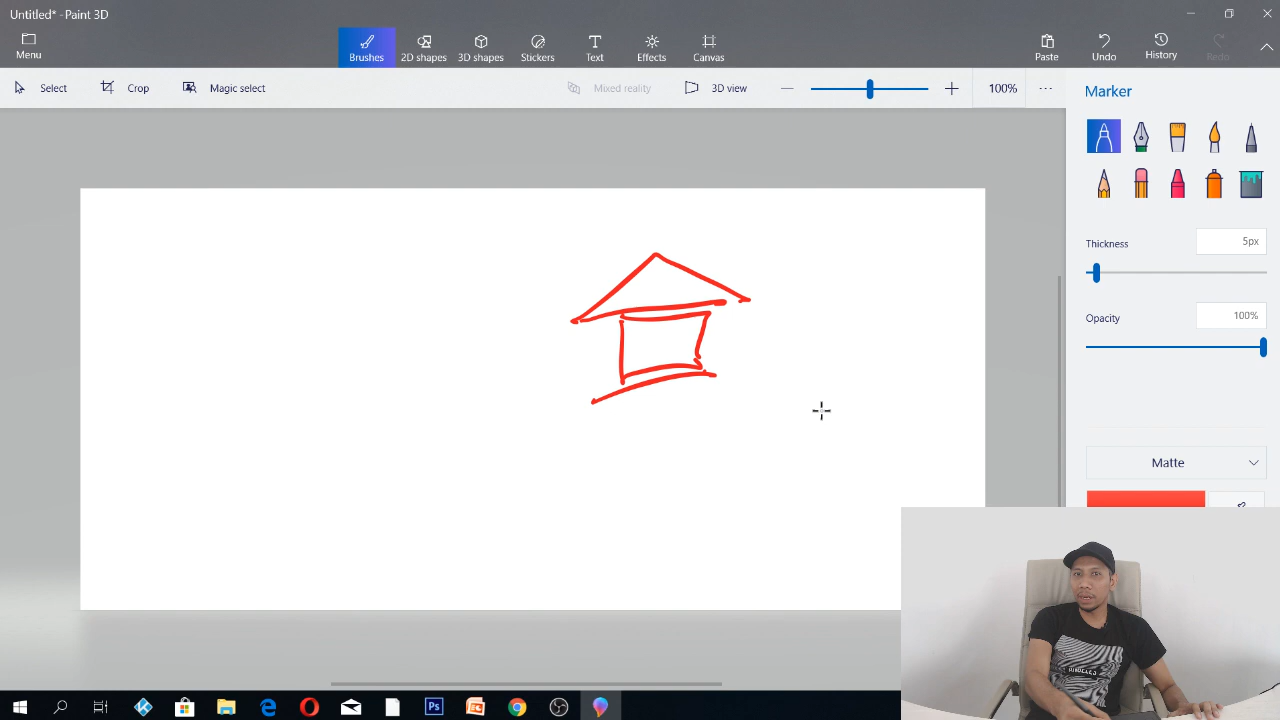 Untitled* - Paint 3D
Menu
Brushes
2D shapes
3D shapes
Stickers
Text
Effects
Canvas
Paste
Undo
History
Redo
Select
Crop
Magic select
Mixed reality
3D view
100%
Marker
Thickness
5px
Opacity
100%
Matte
Ps